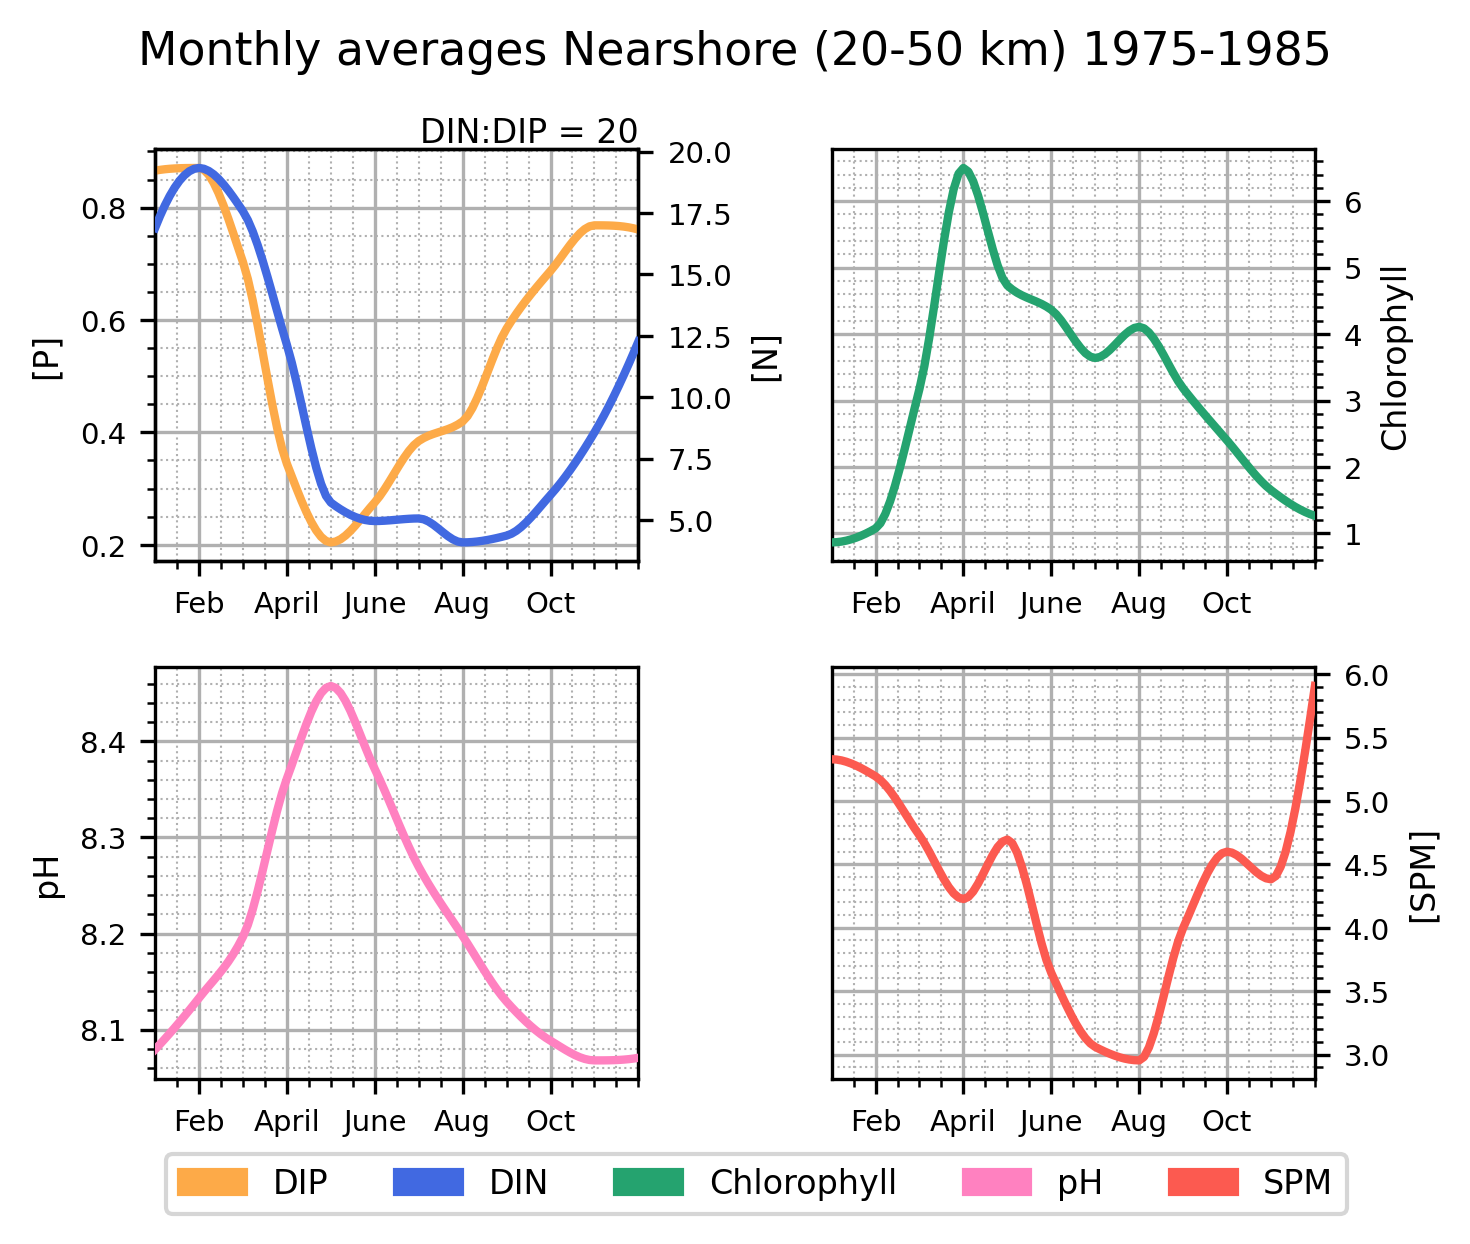 Monthly averages Nearshore (20-50 km) 1975-1985
DIN:DIP = 20
[P]
0.8
0.6
0.4
0.2
20.0
17.5
15.0
12.5
10.0
7.5
5.0
[N]
Feb April June Aug Oct
6
5
4
3
2
1
Chlorophyll
Feb April June Aug Oct
pH
8.4
8.3
8.2
8.1
Feb April June Aug Oct
6.0
5.5
5.0
4.5
4.0
3.5
3.0
[SPM]
Feb April June Aug Oct
DIP DIN Chlorophyll pH SPM